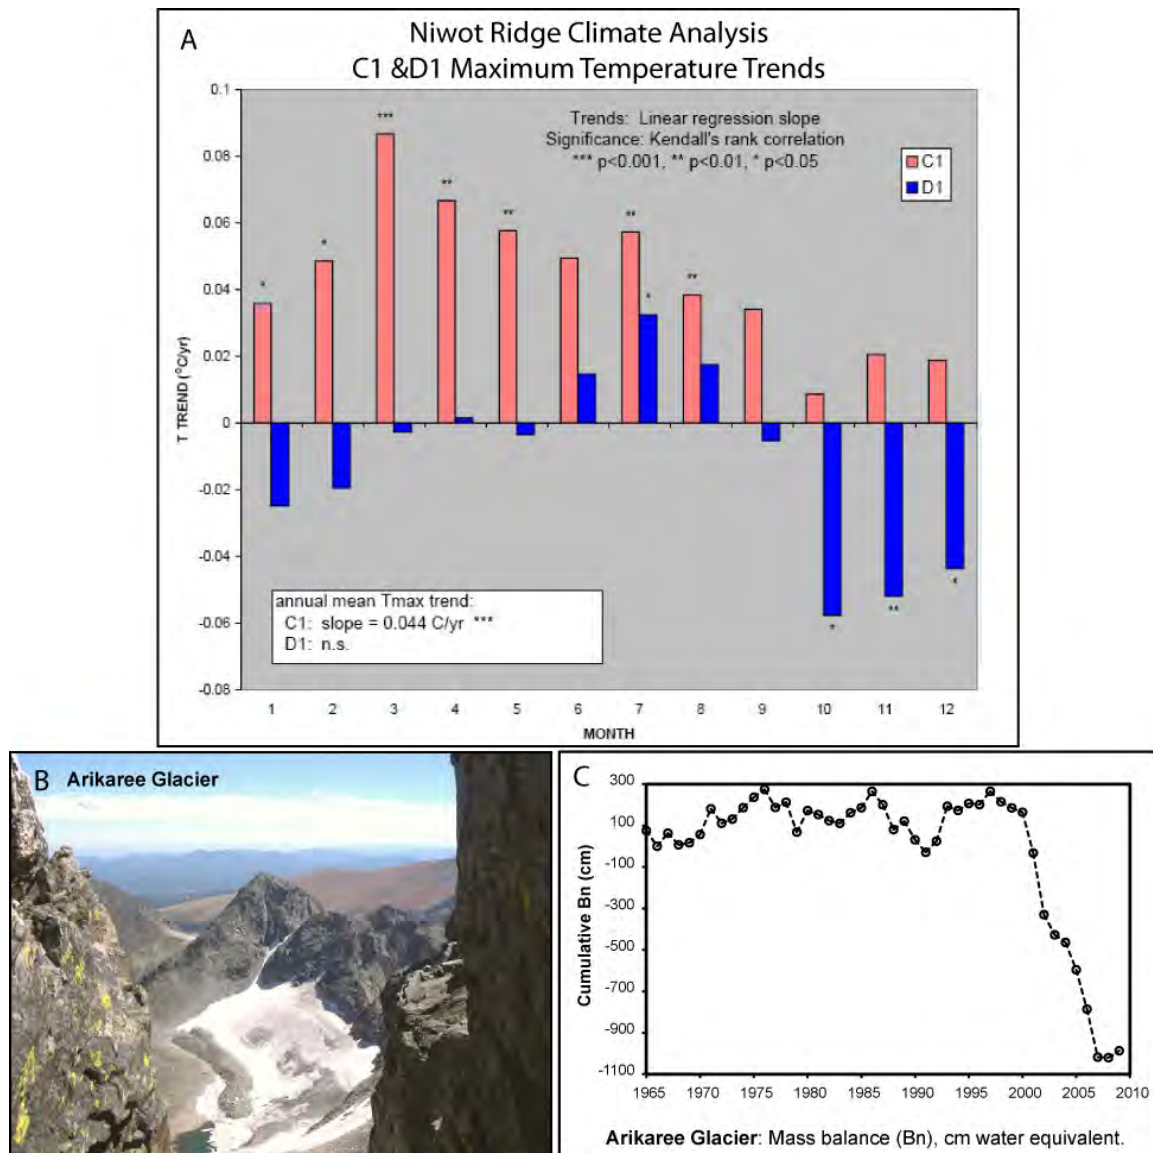 A
Niwot Ridge Climate Analysis
C1 &D1 Maximum Temperature Trends
Trends: Linear regression slope
Significance: Kendall's rank correlation
*** p<0.001, ** p<0.01, * p<0.05
C1
D1
0.1
0.08
0.06
0.04
0.02
0
-0.02
-0.04
-0.06
-0.08
T TREND (°C/yr)
***
**
**
*
*
**
**
*
*
**
*
annual mean Tmax trend:
C1: slope = 0.044 C/yr ***
D1: n.s.
1 2 3 4 5 6 7 8 9 10 11 12
MONTH
B Arikaree Glacier
C
Cumulative Bn (cm)
300
100
-100
-300
-500
-700
-900
-1100
1965 1970 1975 1980 1985 1990 1995 2000 2005 2010
Arikaree Glacier: Mass balance (Bn), cm water equivalent.